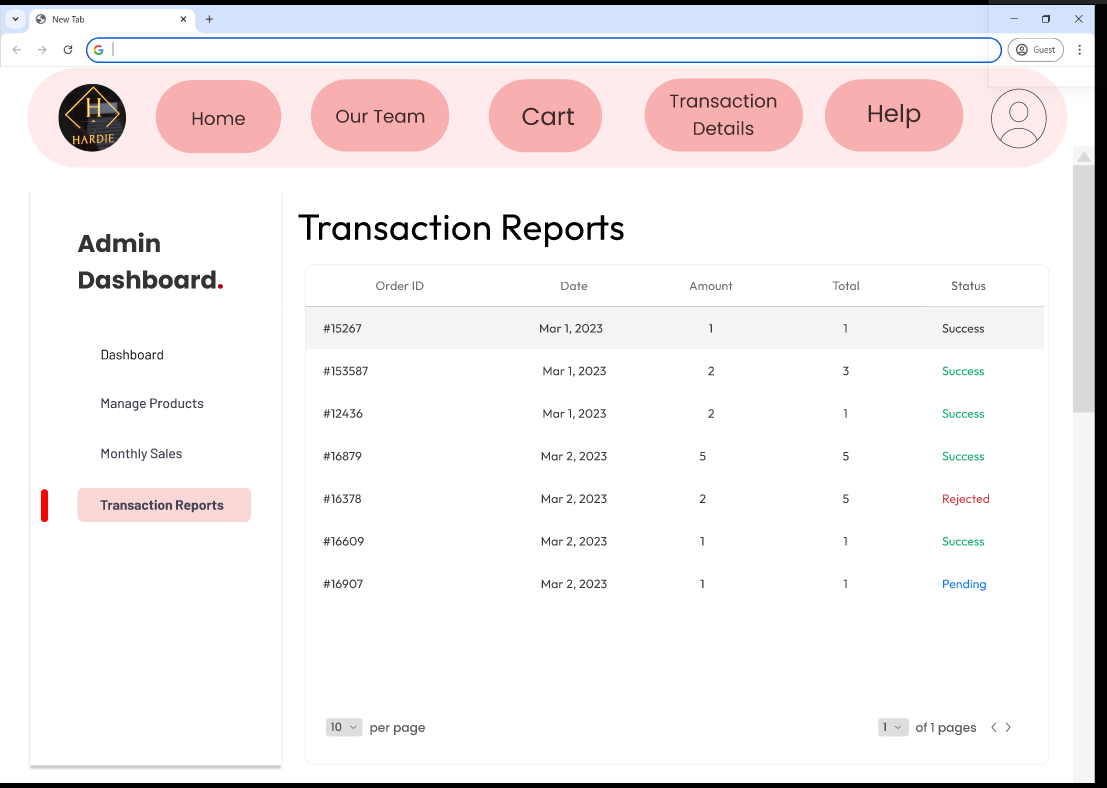 New Tab
Guest
H
HARDIE
Home
Our Team
Cart
Transaction
Details
Help
Admin
Dashboard.
Dashboard
Manage Products
Monthly Sales
Transaction Reports
Transaction Reports
Order ID Date Amount Total Status
#15267 Mar 1, 2023 1 1 Success
#153587 Mar 1, 2023 2 3 Success
#12436 Mar 1, 2023 2 1 Success
#16879 Mar 2, 2023 5 5 Success
#16378 Mar 2, 2023 2 5 Rejected
#16609 Mar 2, 2023 1 1 Success
#16907 Mar 2, 2023 1 1 Pending
10 per page 1 of 1 pages